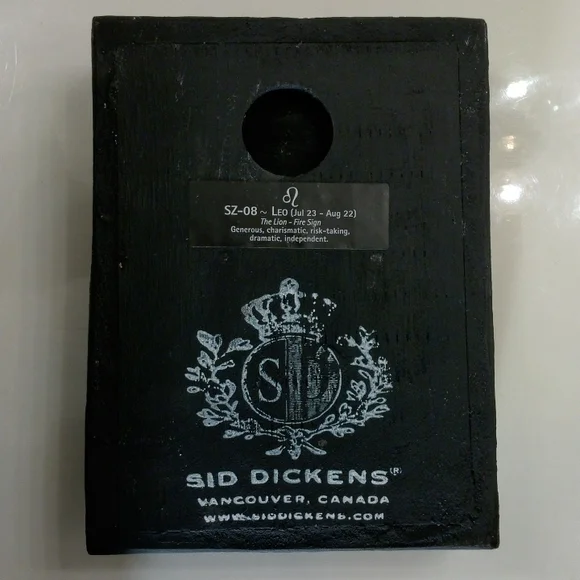 ♌
SZ-08 ~ LEO (Jul 23 - Aug 22)
The Lion - Fire Sign
Generous, charismatic, risk-taking,
dramatic, independent.
S D
SID DICKENS (R)
VANCOUVER, CANADA
WWW.SIDDICKENS.COM